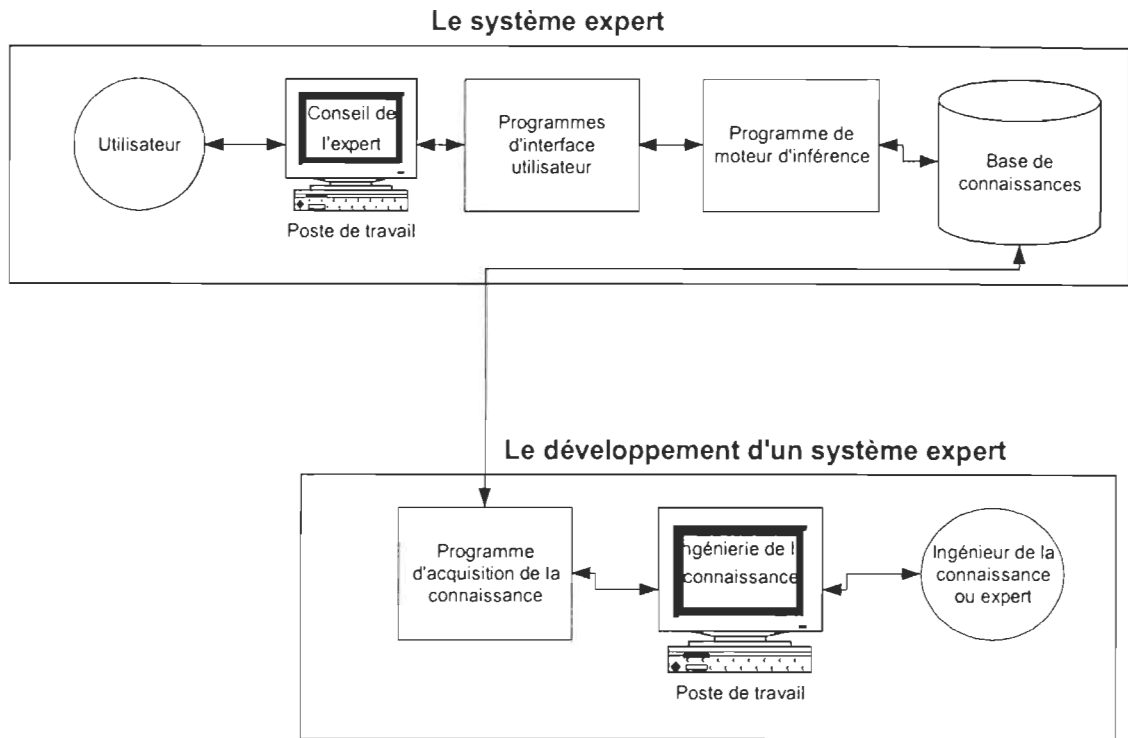 Le système expert
Utilisateur
Conseil de
l'expert
Poste de travail
Programmes
d'interface
utilisateur
Programme de
moteur d'inférence
Base de
connaissances
Le développement d'un système expert
Programme
d'acquisition de la
connaissance
ngénierie de l
connaissance
Poste de travail
Ingénieur de la
connaissance
ou expert